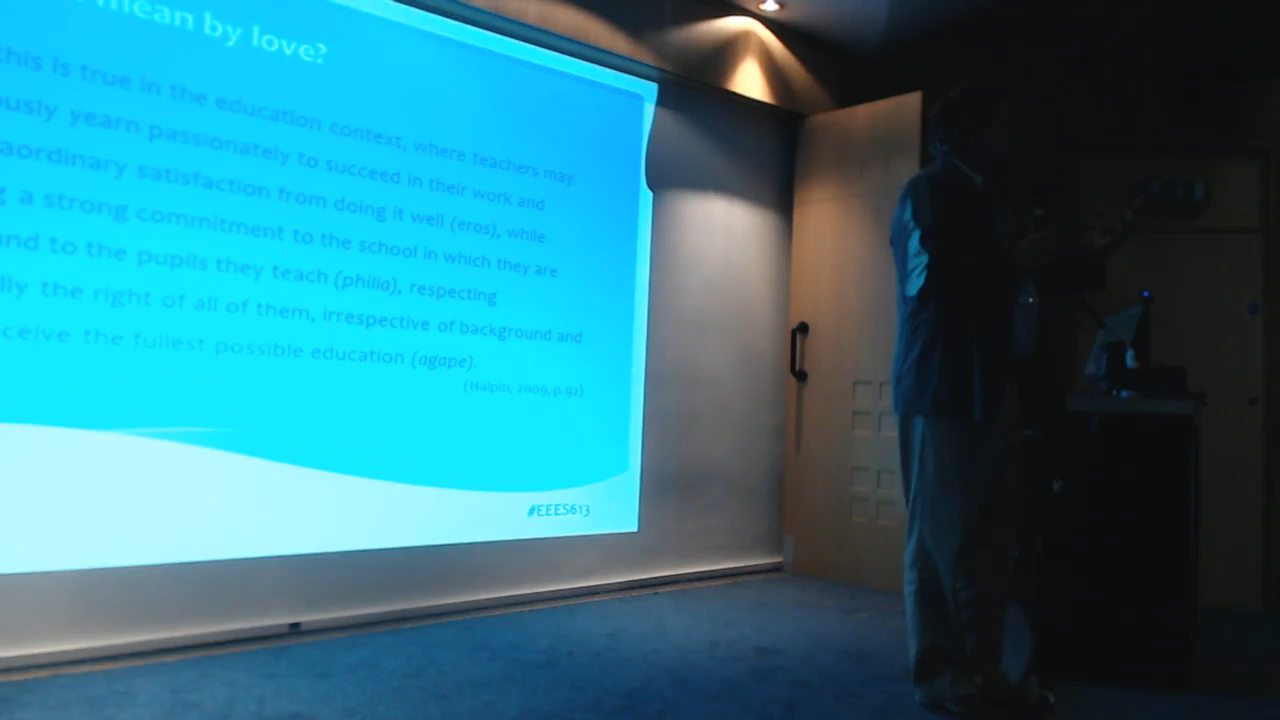 mean by love?
this is true in the education context, where teachers may
ously yearn passionately to succeed in their work and
aordinary satisfaction from doing it well (eros), while
g a strong commitment to the school in which they are
nd to the pupils they teach (philia), respecting
lly the right of all of them, irrespective of background and
ceive the fullest possible education (agape).
(Halpin, 2009, p.92)
#EEES613